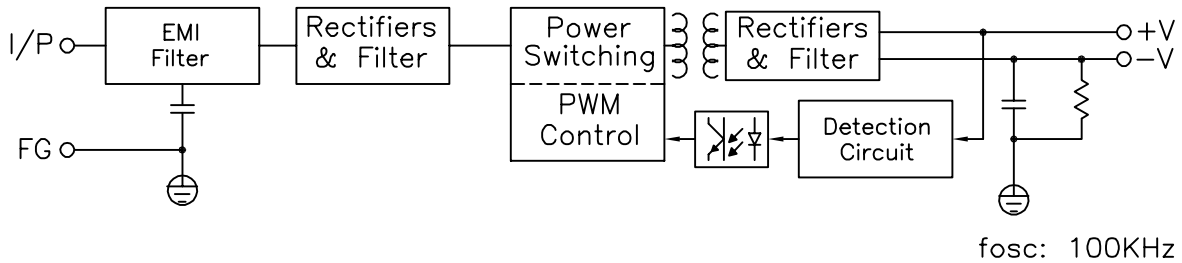 I/P
EMI
Filter
Rectifiers
& Filter
Power
Switching
PWM
Control
Rectifiers
& Filter
+V
-V
Detection
Circuit
FG
fosc: 100KHz